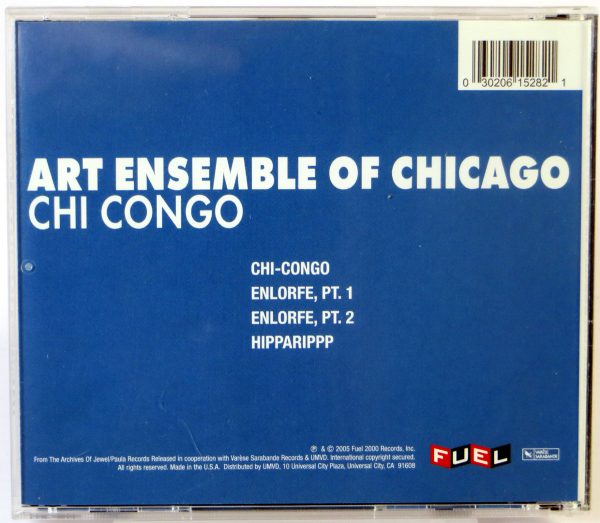 0 30206 15282 1
ART ENSEMBLE OF CHICAGO
CHI CONGO
CHI-CONGO
ENLORFE, PT. 1
ENLORFE, PT. 2
HIPPARIPPP
℗ & © 2005 Fuel 2000 Records, Inc.
From The Archives Of Jewel/Paula Records Released in cooperation with Varèse Sarabande Records & UMVD. International copyright secured.
All rights reserved. Made in the U.S.A. Distributed by UMVD, 10 Universal City Plaza, Universal City, CA 91608
FUEL
VARÈSE
SARABANDE